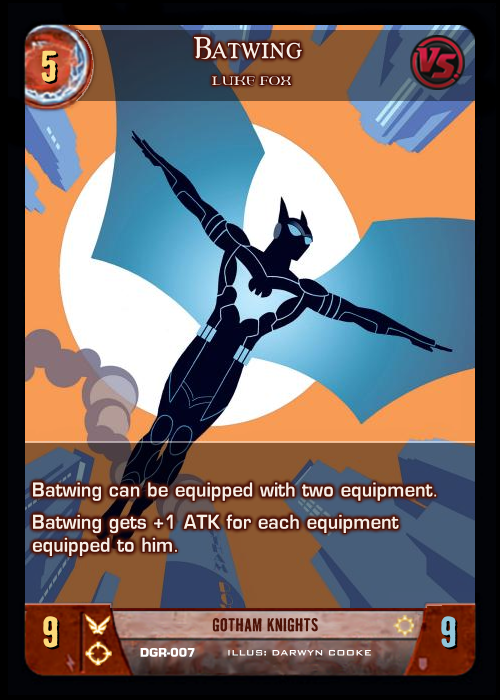 5
BATWING
VS.
LUKE FOX
Batwing can be equipped with two equipment.
Batwing gets +1 ATK for each equipment
equipped to him.
9
GOTHAM KNIGHTS
9
DGR-007
ILLUS: DARWYN COOKE